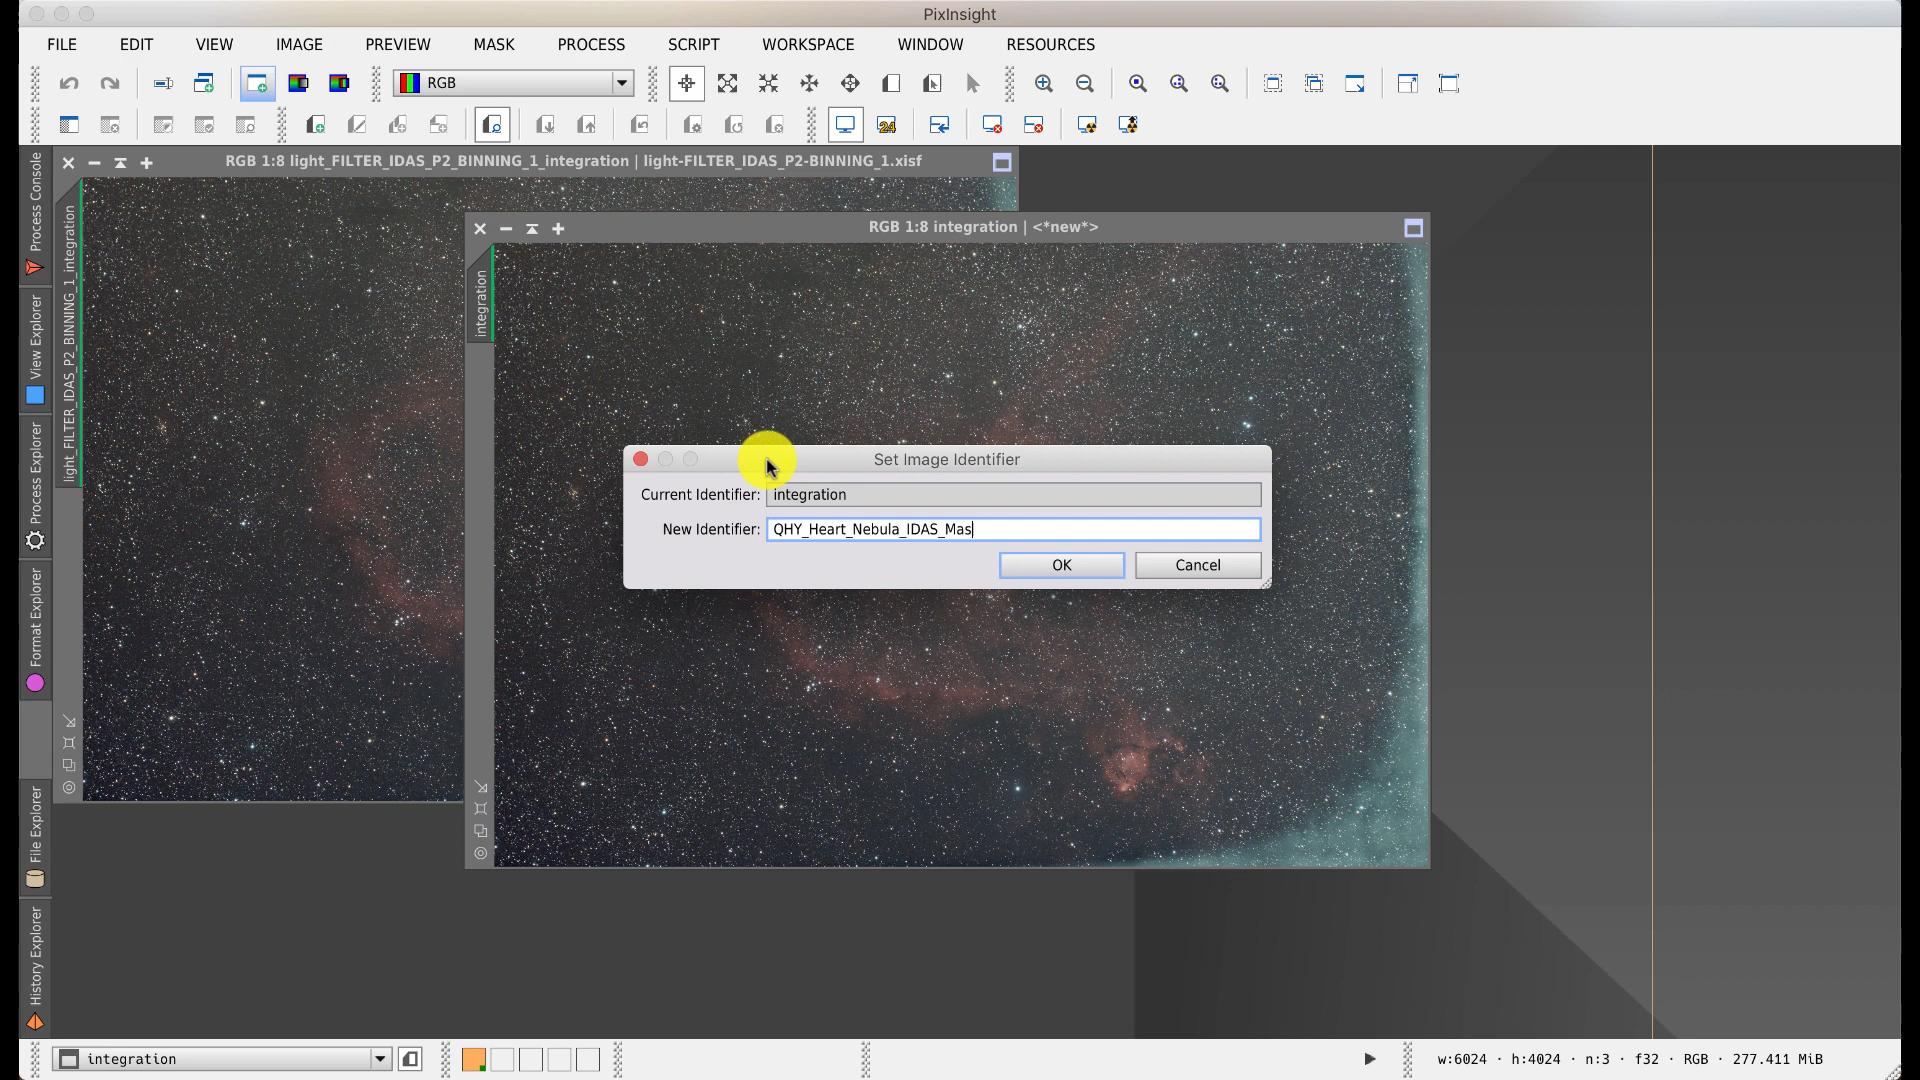 PixInsight
FILE EDIT VIEW IMAGE PREVIEW MASK PROCESS SCRIPT WORKSPACE WINDOW RESOURCES
RGB
24
RGB 1:8 light_FILTER_IDAS_P2_BINNING_1_integration | light-FILTER_IDAS_P2-BINNING_1.xisf
RGB 1:8 integration | <*new*>
Process Console
View Explorer
Process Explorer
Format Explorer
File Explorer
History Explorer
light_FILTER_IDAS_P2_BINNING_1_integration
integration
Set Image Identifier
Current Identifier: integration
New Identifier: QHY_Heart_Nebula_IDAS_Mas
OK Cancel
integration
w:6024 · h:4024 · n:3 · f32 · RGB · 277.411 MiB